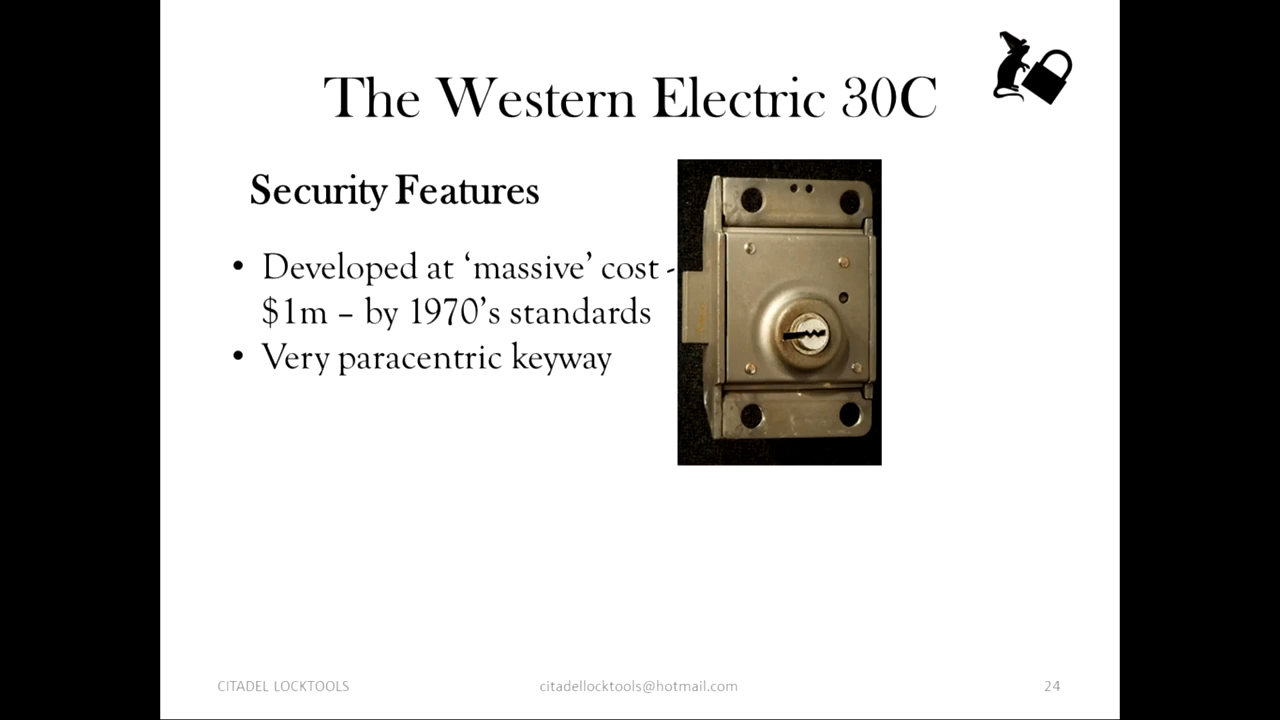 The Western Electric 30C
Security Features
• Developed at ‘massive’ cost -
$1m – by 1970’s standards
• Very paracentric keyway
CITADEL LOCKTOOLS
citadellocktools@hotmail.com
24